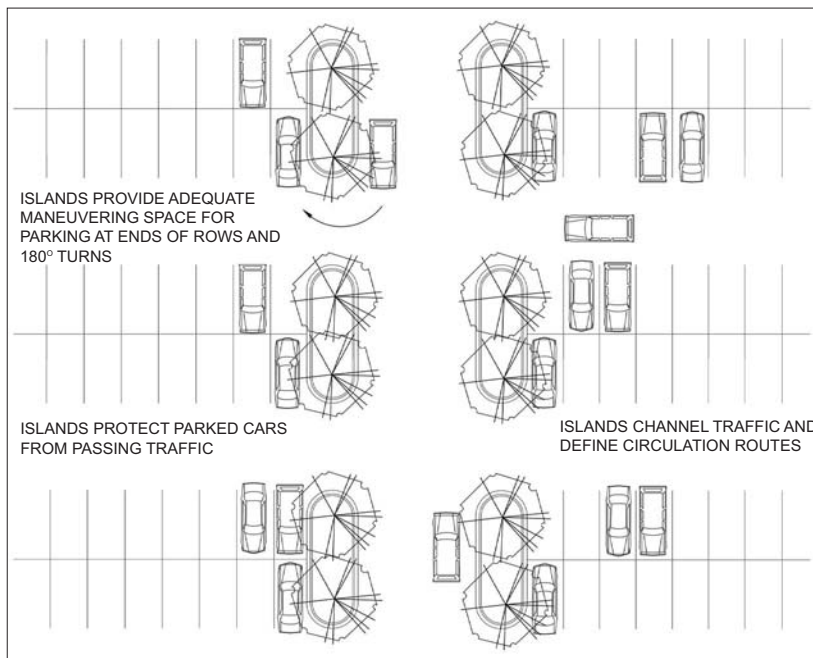 ISLANDS PROVIDE ADEQUATE
MANEUVERING SPACE FOR
PARKING AT ENDS OF ROWS AND
180° TURNS
ISLANDS PROTECT PARKED CARS
FROM PASSING TRAFFIC
ISLANDS CHANNEL TRAFFIC AND
DEFINE CIRCULATION ROUTES